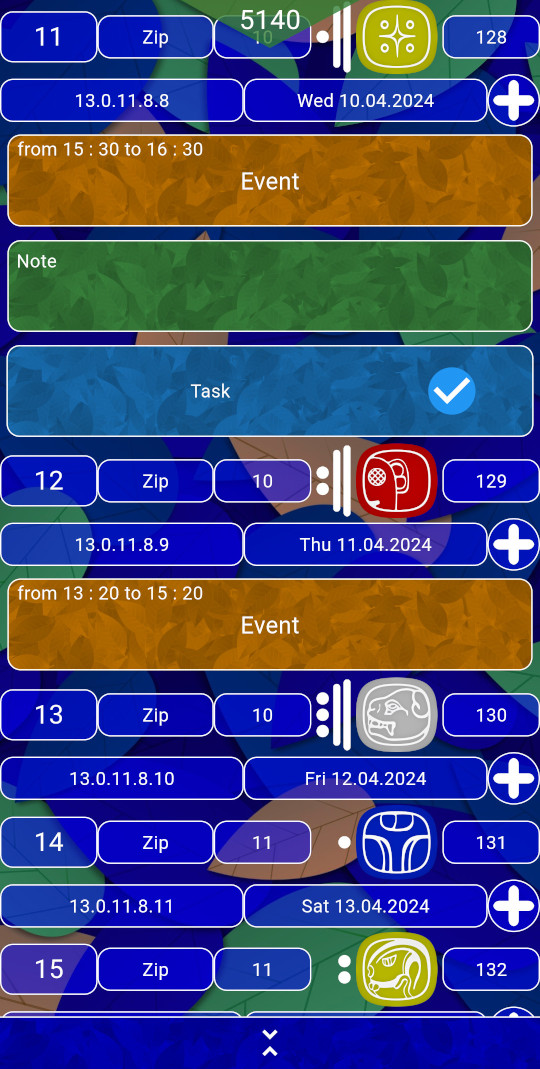 5140
11 Zip 10 128
13.0.11.8.8 Wed 10.04.2024
from 15 : 30 to 16 : 30
Event
Note
Task
12 Zip 10 129
13.0.11.8.9 Thu 11.04.2024
from 13 : 20 to 15 : 20
Event
13 Zip 10 130
13.0.11.8.10 Fri 12.04.2024
14 Zip 11 131
13.0.11.8.11 Sat 13.04.2024
15 Zip 11 132